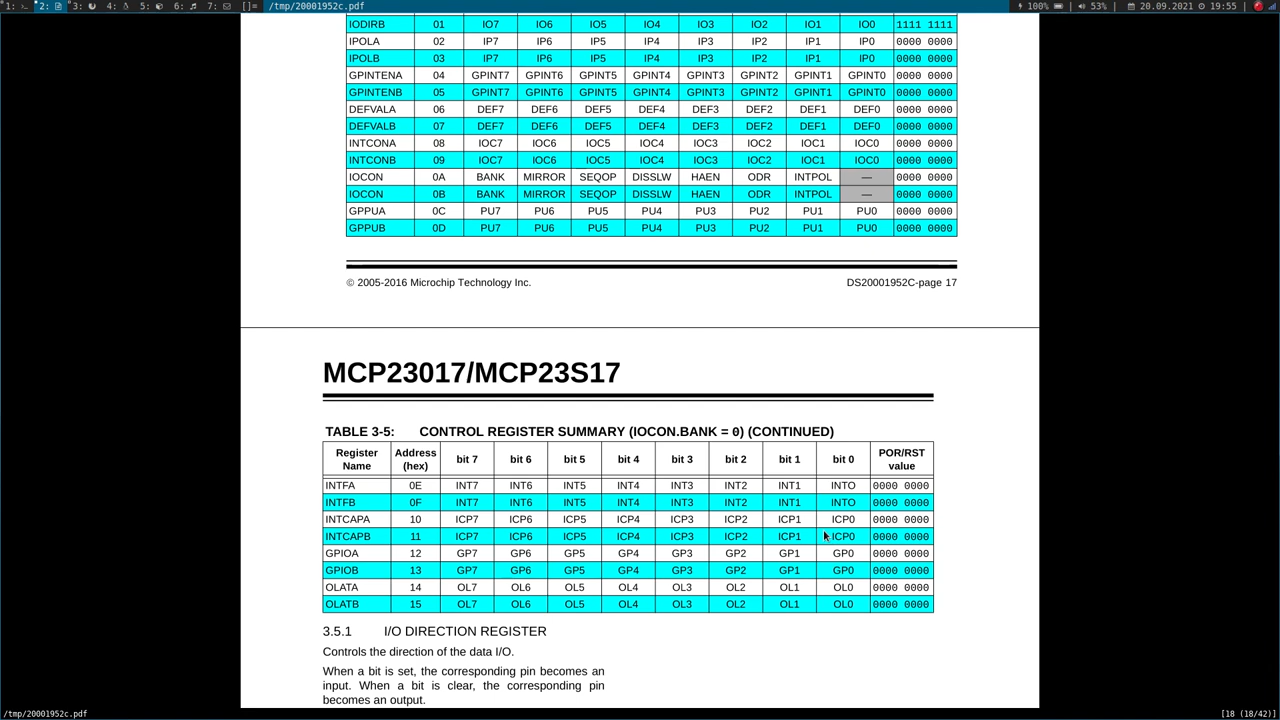 1: 2: 3: 4: 5: 6: 7: []= /tmp/20001952c.pdf 100% | 53% | 20.09.2021 19:55
IODIRB 01 IO7 IO6 IO5 IO4 IO3 IO2 IO1 IO0 1111 1111
IPOLA 02 IP7 IP6 IP5 IP4 IP3 IP2 IP1 IP0 0000 0000
IPOLB 03 IP7 IP6 IP5 IP4 IP3 IP2 IP1 IP0 0000 0000
GPINTENA 04 GPINT7 GPINT6 GPINT5 GPINT4 GPINT3 GPINT2 GPINT1 GPINT0 0000 0000
GPINTENB 05 GPINT7 GPINT6 GPINT5 GPINT4 GPINT3 GPINT2 GPINT1 GPINT0 0000 0000
DEFVALA 06 DEF7 DEF6 DEF5 DEF4 DEF3 DEF2 DEF1 DEF0 0000 0000
DEFVALB 07 DEF7 DEF6 DEF5 DEF4 DEF3 DEF2 DEF1 DEF0 0000 0000
INTCONA 08 IOC7 IOC6 IOC5 IOC4 IOC3 IOC2 IOC1 IOC0 0000 0000
INTCONB 09 IOC7 IOC6 IOC5 IOC4 IOC3 IOC2 IOC1 IOC0 0000 0000
IOCON 0A BANK MIRROR SEQOP DISSLW HAEN ODR INTPOL — 0000 0000
IOCON 0B BANK MIRROR SEQOP DISSLW HAEN ODR INTPOL — 0000 0000
GPPUA 0C PU7 PU6 PU5 PU4 PU3 PU2 PU1 PU0 0000 0000
GPPUB 0D PU7 PU6 PU5 PU4 PU3 PU2 PU1 PU0 0000 0000
© 2005-2016 Microchip Technology Inc. DS20001952C-page 17
MCP23017/MCP23S17
TABLE 3-5: CONTROL REGISTER SUMMARY (IOCON.BANK = 0) (CONTINUED)
Register Name Address (hex) bit 7 bit 6 bit 5 bit 4 bit 3 bit 2 bit 1 bit 0 POR/RST value
INTFA 0E INT7 INT6 INT5 INT4 INT3 INT2 INT1 INTO 0000 0000
INTFB 0F INT7 INT6 INT5 INT4 INT3 INT2 INT1 INTO 0000 0000
INTCAPA 10 ICP7 ICP6 ICP5 ICP4 ICP3 ICP2 ICP1 ICP0 0000 0000
INTCAPB 11 ICP7 ICP6 ICP5 ICP4 ICP3 ICP2 ICP1 ICP0 0000 0000
GPIOA 12 GP7 GP6 GP5 GP4 GP3 GP2 GP1 GP0 0000 0000
GPIOB 13 GP7 GP6 GP5 GP4 GP3 GP2 GP1 GP0 0000 0000
OLATA 14 OL7 OL6 OL5 OL4 OL3 OL2 OL1 OL0 0000 0000
OLATB 15 OL7 OL6 OL5 OL4 OL3 OL2 OL1 OL0 0000 0000
3.5.1 I/O DIRECTION REGISTER
Controls the direction of the data I/O.
When a bit is set, the corresponding pin becomes an
input. When a bit is clear, the corresponding pin
becomes an output.
/tmp/20001952c.pdf [18 (18/42)]